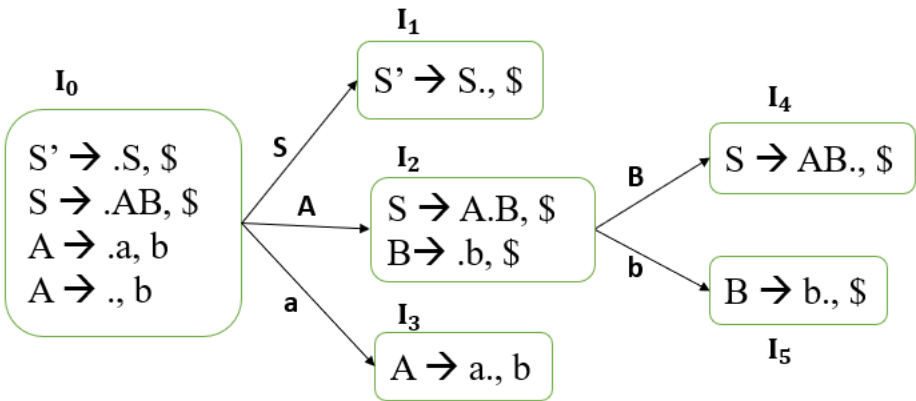 I₀
S’ → .S, $
S → .AB, $
A → .a, b
A → ., b
S
A
a
I₁
S’ → S., $
I₂
S → A.B, $
B→ .b, $
I₃
A → a., b
B
b
I₄
S → AB., $
B → b., $
I₅